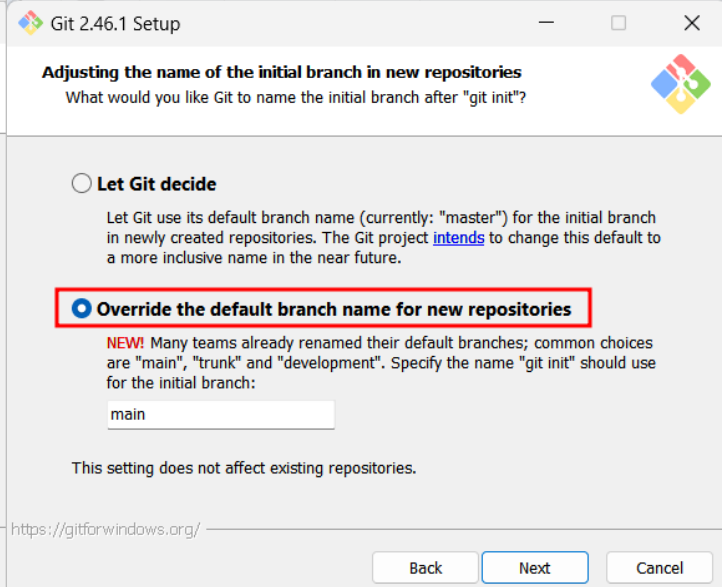 Git 2.46.1 Setup
Adjusting the name of the initial branch in new repositories
What would you like Git to name the initial branch after "git init"?
Let Git decide
Let Git use its default branch name (currently: "master") for the initial branch
in newly created repositories. The Git project intends to change this default to
a more inclusive name in the near future.
Override the default branch name for new repositories
NEW! Many teams already renamed their default branches; common choices
are "main", "trunk" and "development". Specify the name "git init" should use
for the initial branch:
main
This setting does not affect existing repositories.
https://gitforwindows.org/
Back Next Cancel